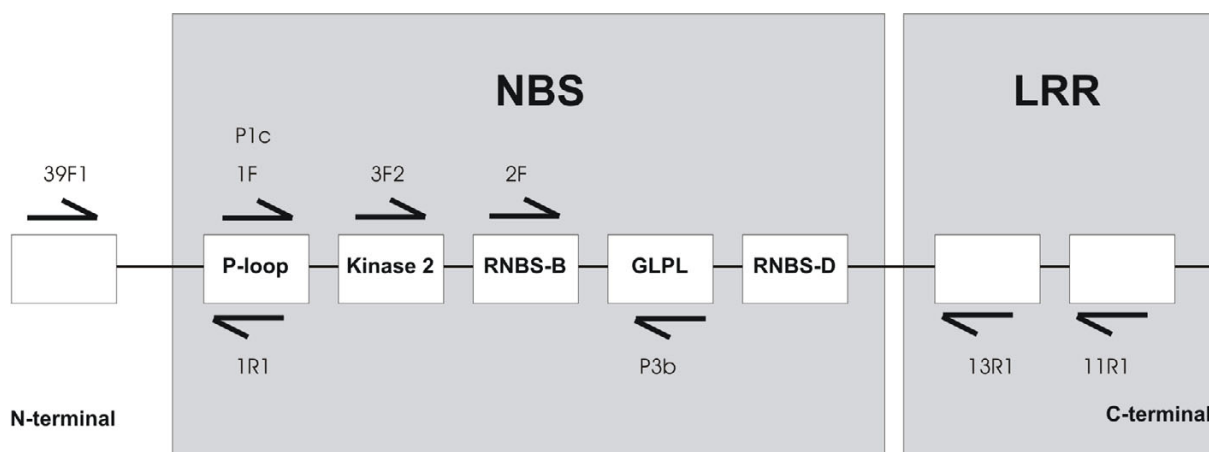 NBS
LRR
P1c
39F1 1F 3F2 2F
P-loop Kinase 2 RNBS-B GLPL RNBS-D
1R1 P3b 13R1 11R1
N-terminal C-terminal